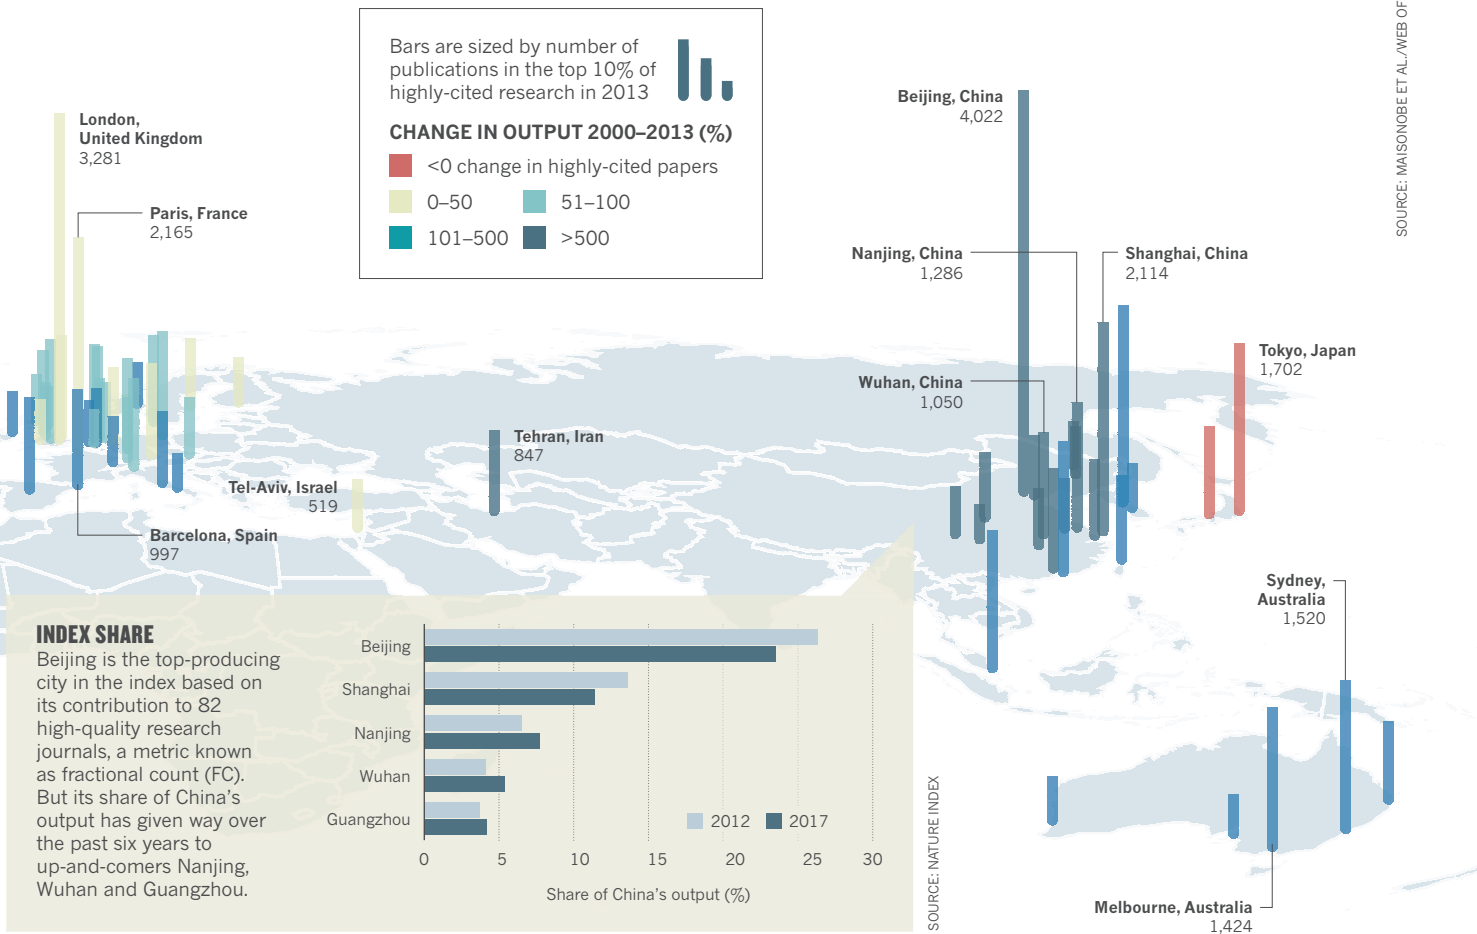 Bars are sized by number of
publications in the top 10% of
highly-cited research in 2013
CHANGE IN OUTPUT 2000–2013 (%)
<0 change in highly-cited papers
0–50
51–100
101–500
>500
London,
United Kingdom
3,281
Paris, France
2,165
Barcelona, Spain
997
Tel-Aviv, Israel
519
Tehran, Iran
847
Beijing, China
4,022
Nanjing, China
1,286
Shanghai, China
2,114
Wuhan, China
1,050
Tokyo, Japan
1,702
Sydney,
Australia
1,520
Melbourne, Australia
1,424
SOURCE: MAISONOBE ET AL./WEB OF
INDEX SHARE
Beijing is the top-producing
city in the index based on
its contribution to 82
high-quality research
journals, a metric known
as fractional count (FC).
But its share of China’s
output has given way over
the past six years to
up-and-comers Nanjing,
Wuhan and Guangzhou.
Beijing
Shanghai
Nanjing
Wuhan
Guangzhou
2012
2017
0 5 10 15 20 25 30
Share of China’s output (%)
SOURCE: NATURE INDEX